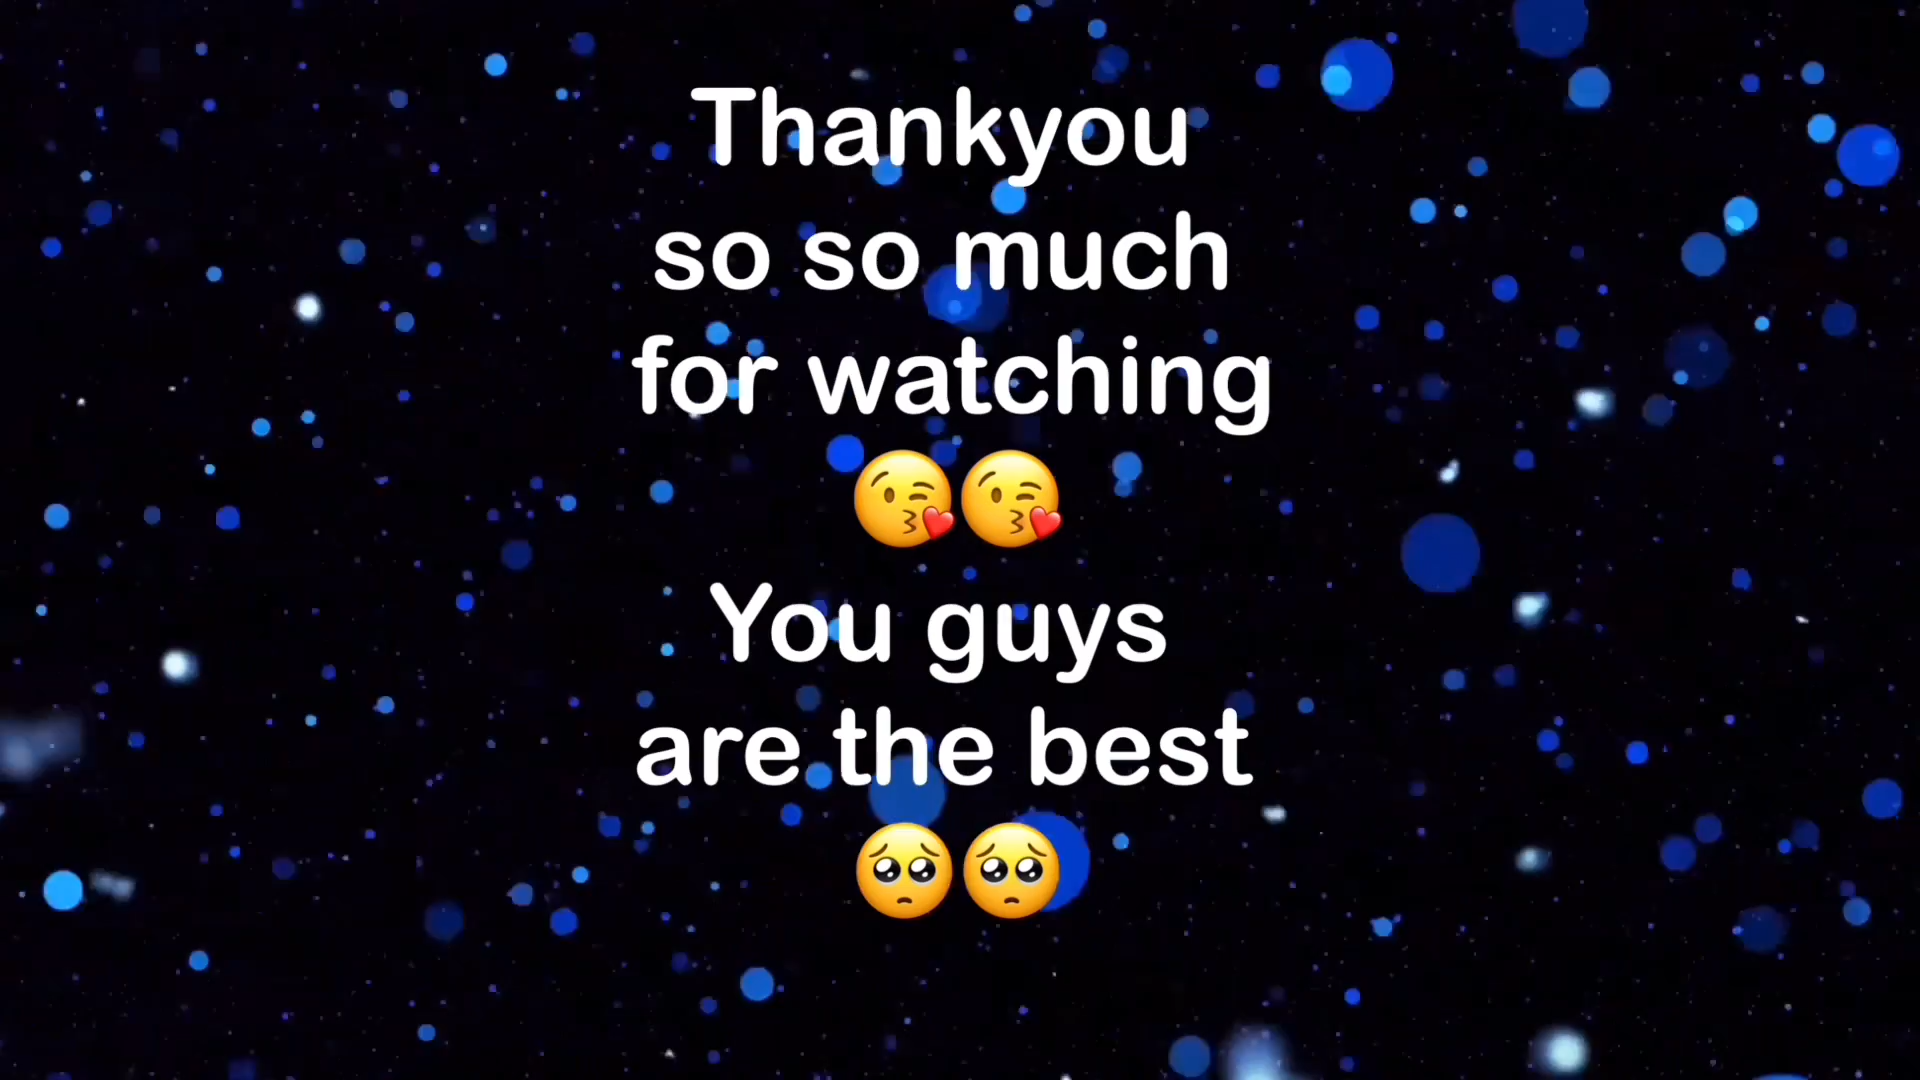 Thankyou
so so much
for watching
😘😘
You guys
are the best
🥺🥺